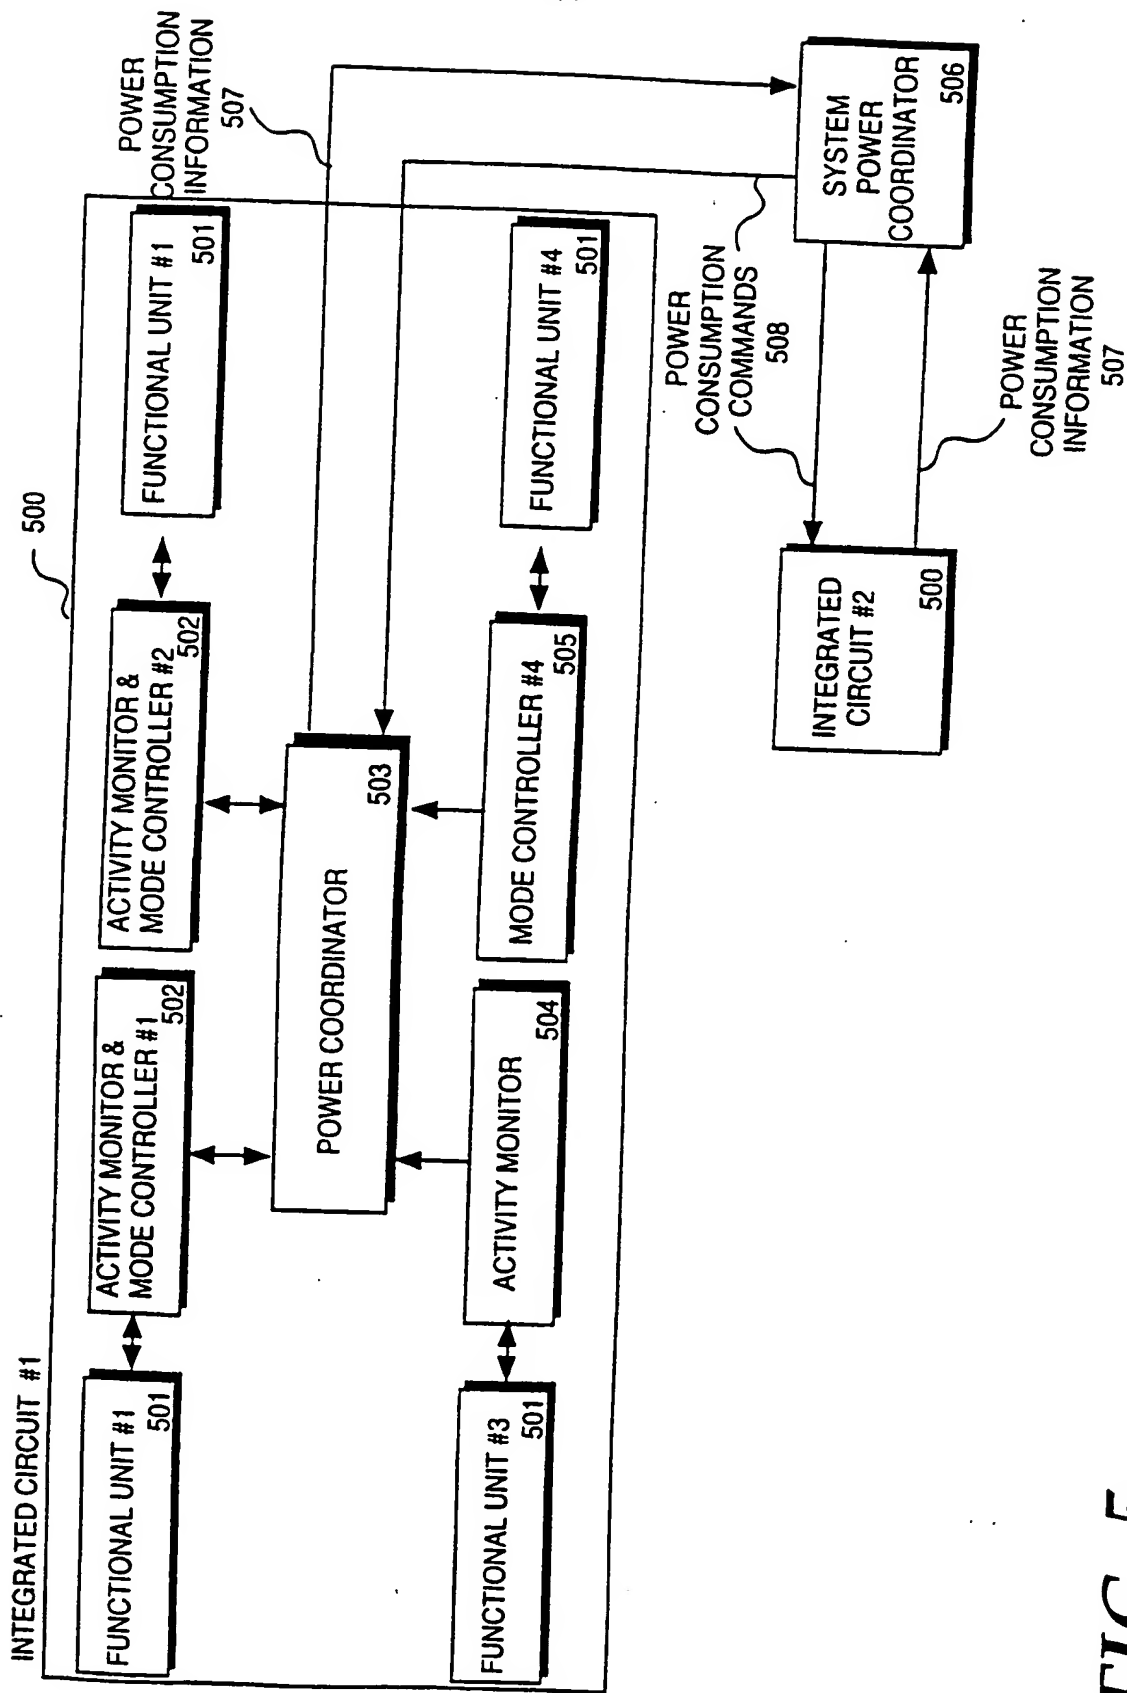 INTEGRATED CIRCUIT #1
500
FUNCTIONAL UNIT #1
501
ACTIVITY MONITOR &
MODE CONTROLLER #1
502
ACTIVITY MONITOR &
MODE CONTROLLER #2
502
FUNCTIONAL UNIT #1
501
POWER
CONSUMPTION
INFORMATION
507
POWER COORDINATOR
503
FUNCTIONAL UNIT #3
501
ACTIVITY MONITOR
504
MODE CONTROLLER #4
505
FUNCTIONAL UNIT #4
501
POWER
CONSUMPTION
COMMANDS
508
INTEGRATED
CIRCUIT #2
500
SYSTEM
POWER
COORDINATOR
506
POWER
CONSUMPTION
INFORMATION
507
FIG. 5